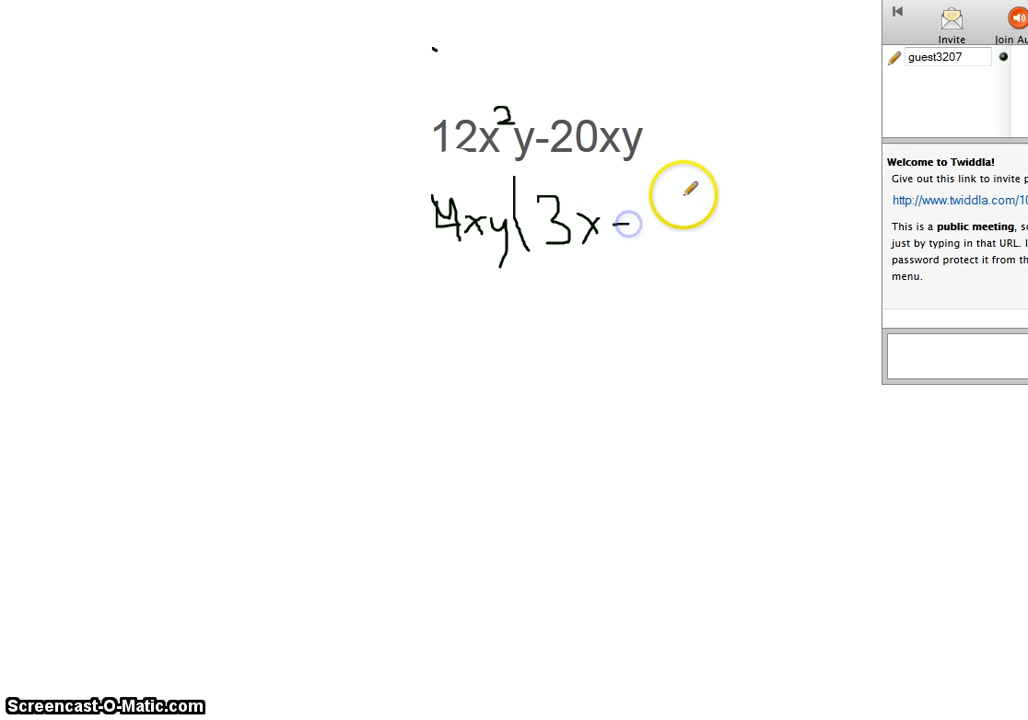 Invite
Join Au
guest3207
12x²y-20xy
4xy(3x -
Welcome to Twiddla!
Give out this link to invite p
http://www.twiddla.com/10
This is a public meeting, so
just by typing in that URL. I
password protect it from th
menu.
Screencast-O-Matic.com